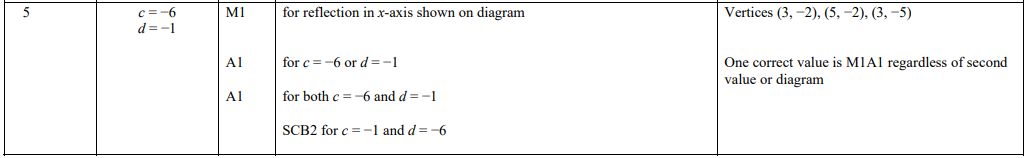 5
c = −6
d = −1
M1
for reflection in x-axis shown on diagram
Vertices (3, −2), (5, −2), (3, −5)
A1
for c = −6 or d = −1
One correct value is M1A1 regardless of second
value or diagram
A1
for both c = −6 and d = −1
SCB2 for c = −1 and d = −6